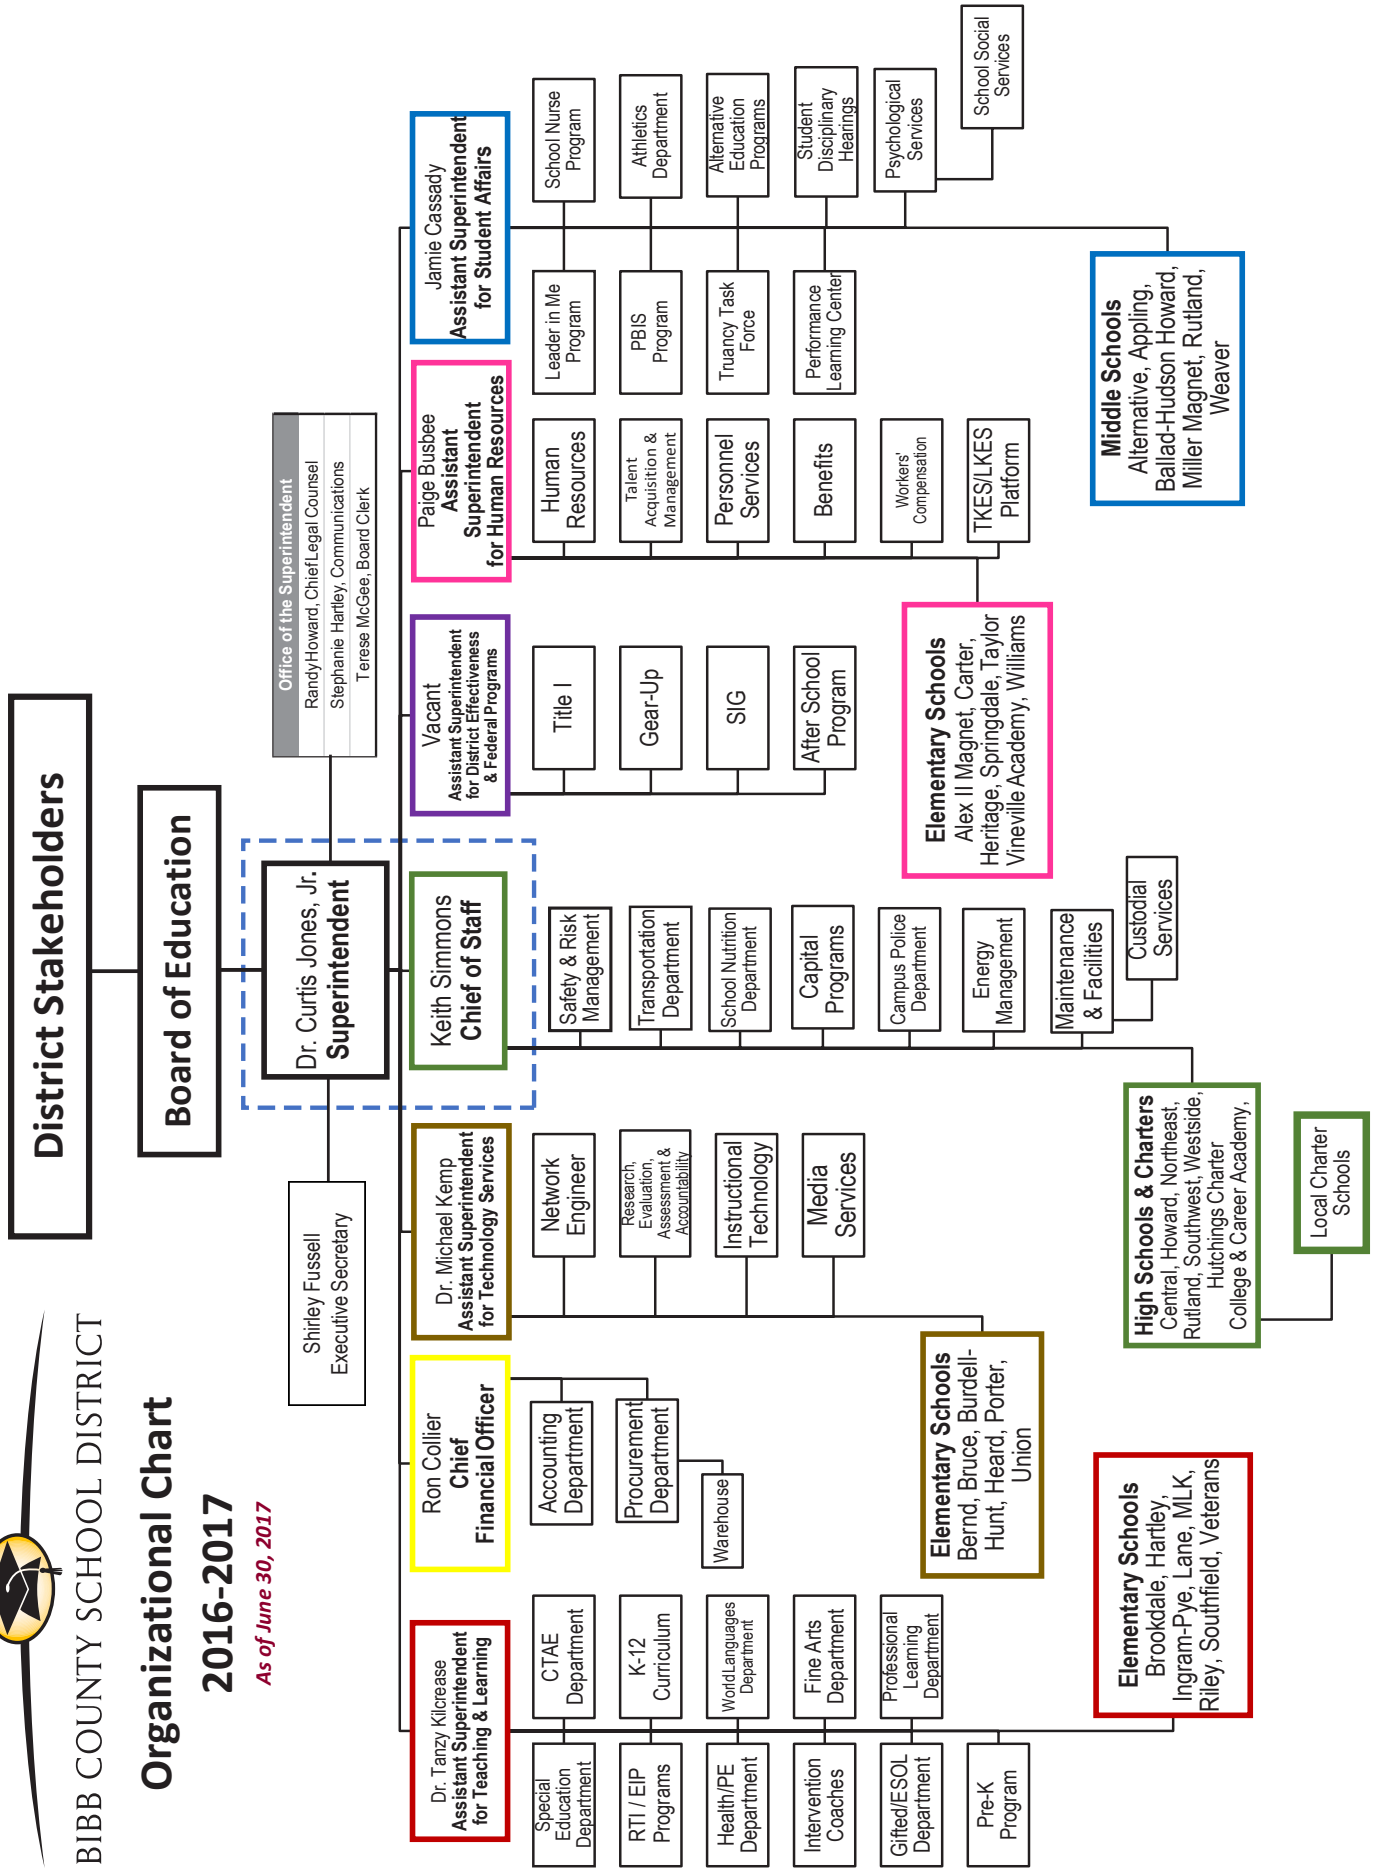 BIBB COUNTY SCHOOL DISTRICT
Organizational Chart
2016-2017
As of June 30, 2017
District Stakeholders
Board of Education
Dr. Curtis Jones, Jr.
Superintendent
Shirley Fussell
Executive Secretary
Office of the Superintendent
Randy Howard, Chief Legal Counsel
Stephanie Hartley, Communications
Terese McGee, Board Clerk
Dr. Tanzy Kilcrease
Assistant Superintendent
for Teaching & Learning
Special
Education
Department
CTAE
Department
RTI / EIP
Programs
K-12
Curriculum
Health/PE
Department
World Languages
Department
Intervention
Coaches
Fine Arts
Department
Gifted/ESOL
Department
Professional
Learning
Department
Pre-K
Program
Elementary Schools
Brookdale, Hartley,
Ingram-Pye, Lane, MLK,
Riley, Southfield, Veterans
Ron Collier
Chief
Financial Officer
Accounting
Department
Procurement
Department
Warehouse
Dr. Michael Kemp
Assistant Superintendent
for Technology Services
Network
Engineer
Research,
Evaluation,
Assessment &
Accountability
Instructional
Technology
Media
Services
Elementary Schools
Bernd, Bruce, Burdell-
Hunt, Heard, Porter,
Union
Keith Simmons
Chief of Staff
Safety & Risk
Management
Transportation
Department
School Nutrition
Department
Capital
Programs
Campus Police
Department
Energy
Management
Maintenance
& Facilities
Custodial
Services
High Schools & Charters
Central, Howard, Northeast,
Rutland, Southwest, Westside,
Hutchings Charter
College & Career Academy,
Local Charter
Schools
Vacant
Assistant Superintendent
for District Effectiveness
& Federal Programs
Title I
Gear-Up
SIG
After School
Program
Paige Busbee
Assistant
Superintendent
for Human Resources
Human
Resources
Talent
Acquisition &
Management
Personnel
Services
Benefits
Workers'
Compensation
TKES/LKES
Platform
Elementary Schools
Alex II Magnet, Carter,
Heritage, Springdale, Taylor
Vineville Academy, Williams
Jamie Cassady
Assistant Superintendent
for Student Affairs
Leader in Me
Program
School Nurse
Program
PBIS
Program
Athletics
Department
Truancy Task
Force
Alternative
Education
Programs
Performance
Learning Center
Student
Disciplinary
Hearings
Psychological
Services
School Social
Services
Middle Schools
Alternative, Appling,
Ballad-Hudson Howard,
Miller Magnet, Rutland,
Weaver